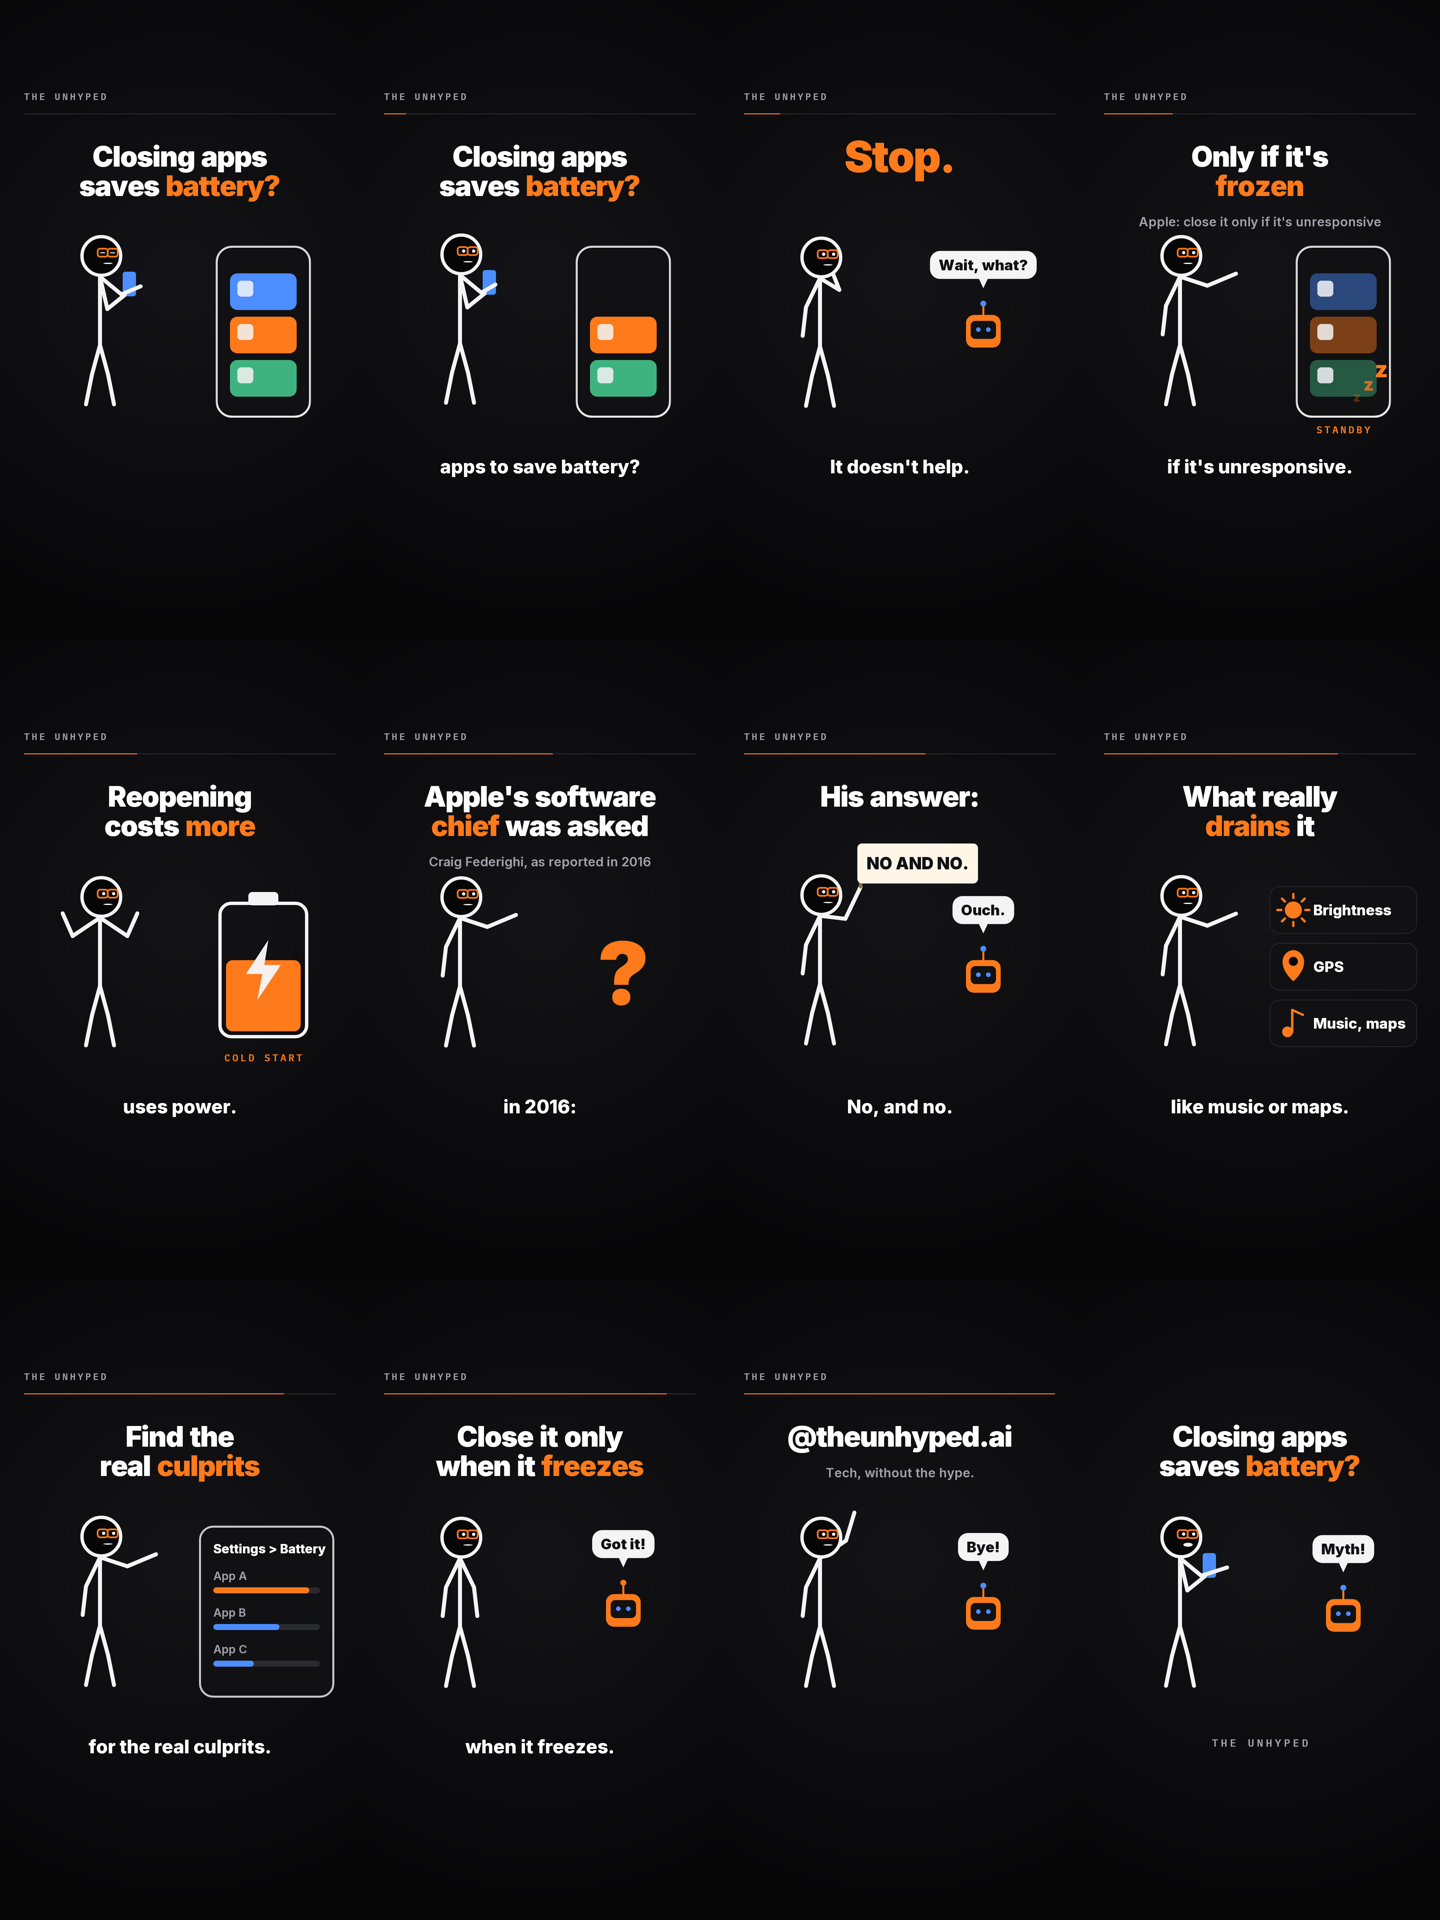 THE UNHYPED
Closing apps
saves battery?
THE UNHYPED
Closing apps
saves battery?
apps to save battery?
THE UNHYPED
Stop.
Wait, what?
It doesn't help.
THE UNHYPED
Only if it's
frozen
Apple: close it only if it's unresponsive
z
z
z
STANDBY
if it's unresponsive.
THE UNHYPED
Reopening
costs more
COLD START
uses power.
THE UNHYPED
Apple's software
chief was asked
Craig Federighi, as reported in 2016
?
in 2016:
THE UNHYPED
His answer:
NO AND NO.
Ouch.
No, and no.
THE UNHYPED
What really
drains it
Brightness
GPS
Music, maps
like music or maps.
THE UNHYPED
Find the
real culprits
Settings > Battery
App A
App B
App C
for the real culprits.
THE UNHYPED
Close it only
when it freezes
Got it!
when it freezes.
THE UNHYPED
@theunhyped.ai
Tech, without the hype.
Bye!
Closing apps
saves battery?
Myth!
THE UNHYPED